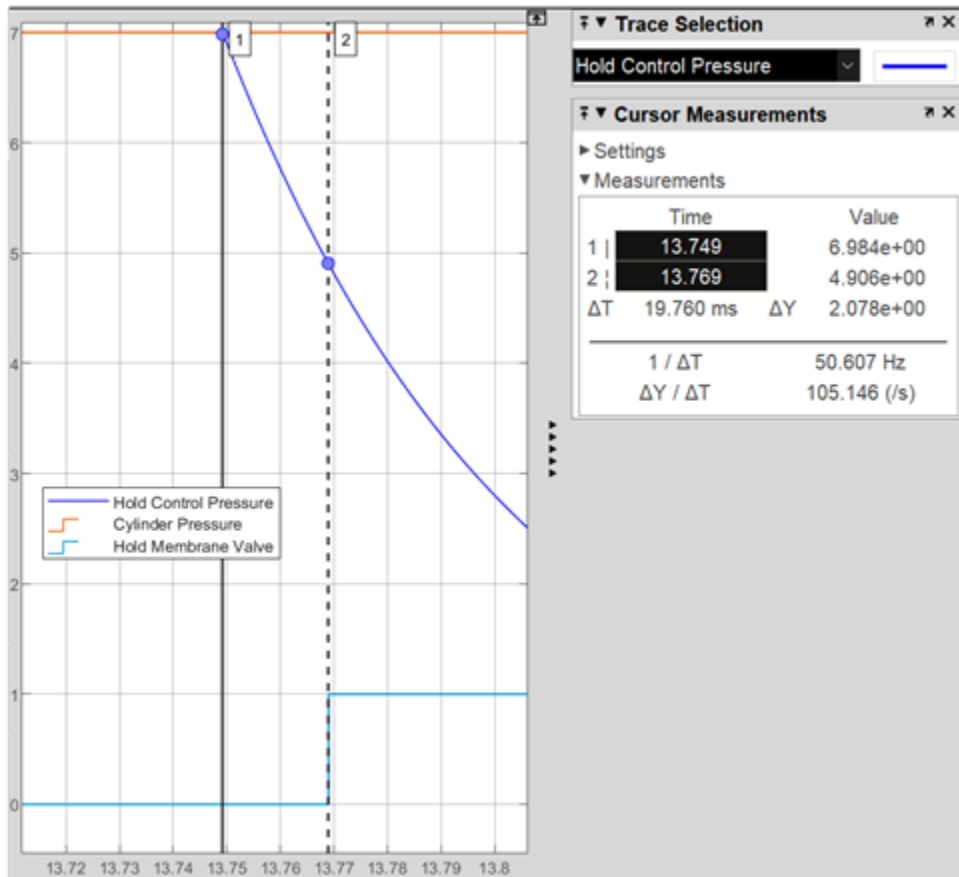 7
6
5
4
3
2
1
0
1
2
Hold Control Pressure
Cylinder Pressure
Hold Membrane Valve
13.72 13.73 13.74 13.75 13.76 13.77 13.78 13.79 13.8
Trace Selection
Hold Control Pressure
Cursor Measurements
Settings
Measurements
Time Value
1 | 13.749 6.984e+00
2 ¦ 13.769 4.906e+00
ΔT 19.760 ms ΔY 2.078e+00
1 / ΔT 50.607 Hz
ΔY / ΔT 105.146 (/s)